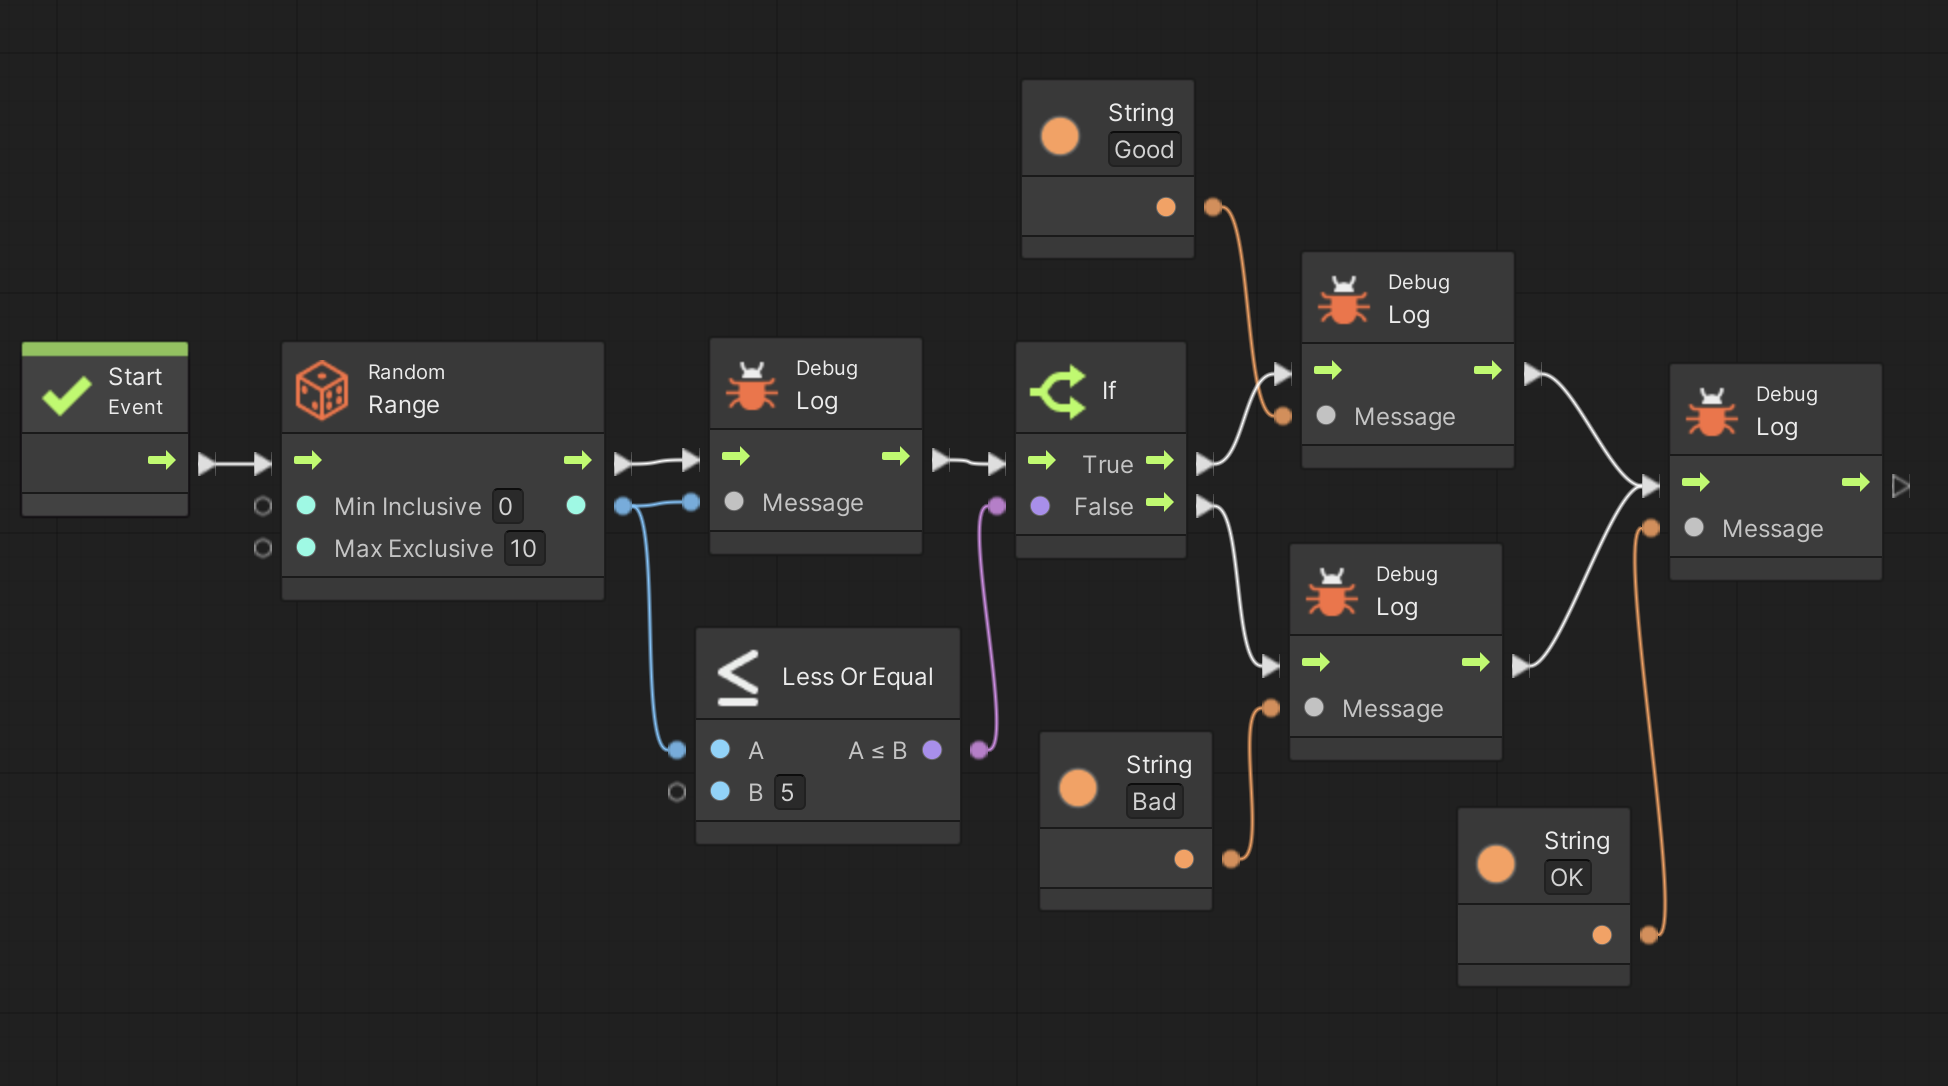 String
Good
Debug
Log
Message
Start
Event
Random
Range
Min Inclusive 0
Max Exclusive 10
Debug
Log
Message
If
True
False
Debug
Log
Message
Less Or Equal
A A ≤ B
B 5
Debug
Log
Message
String
Bad
String
OK